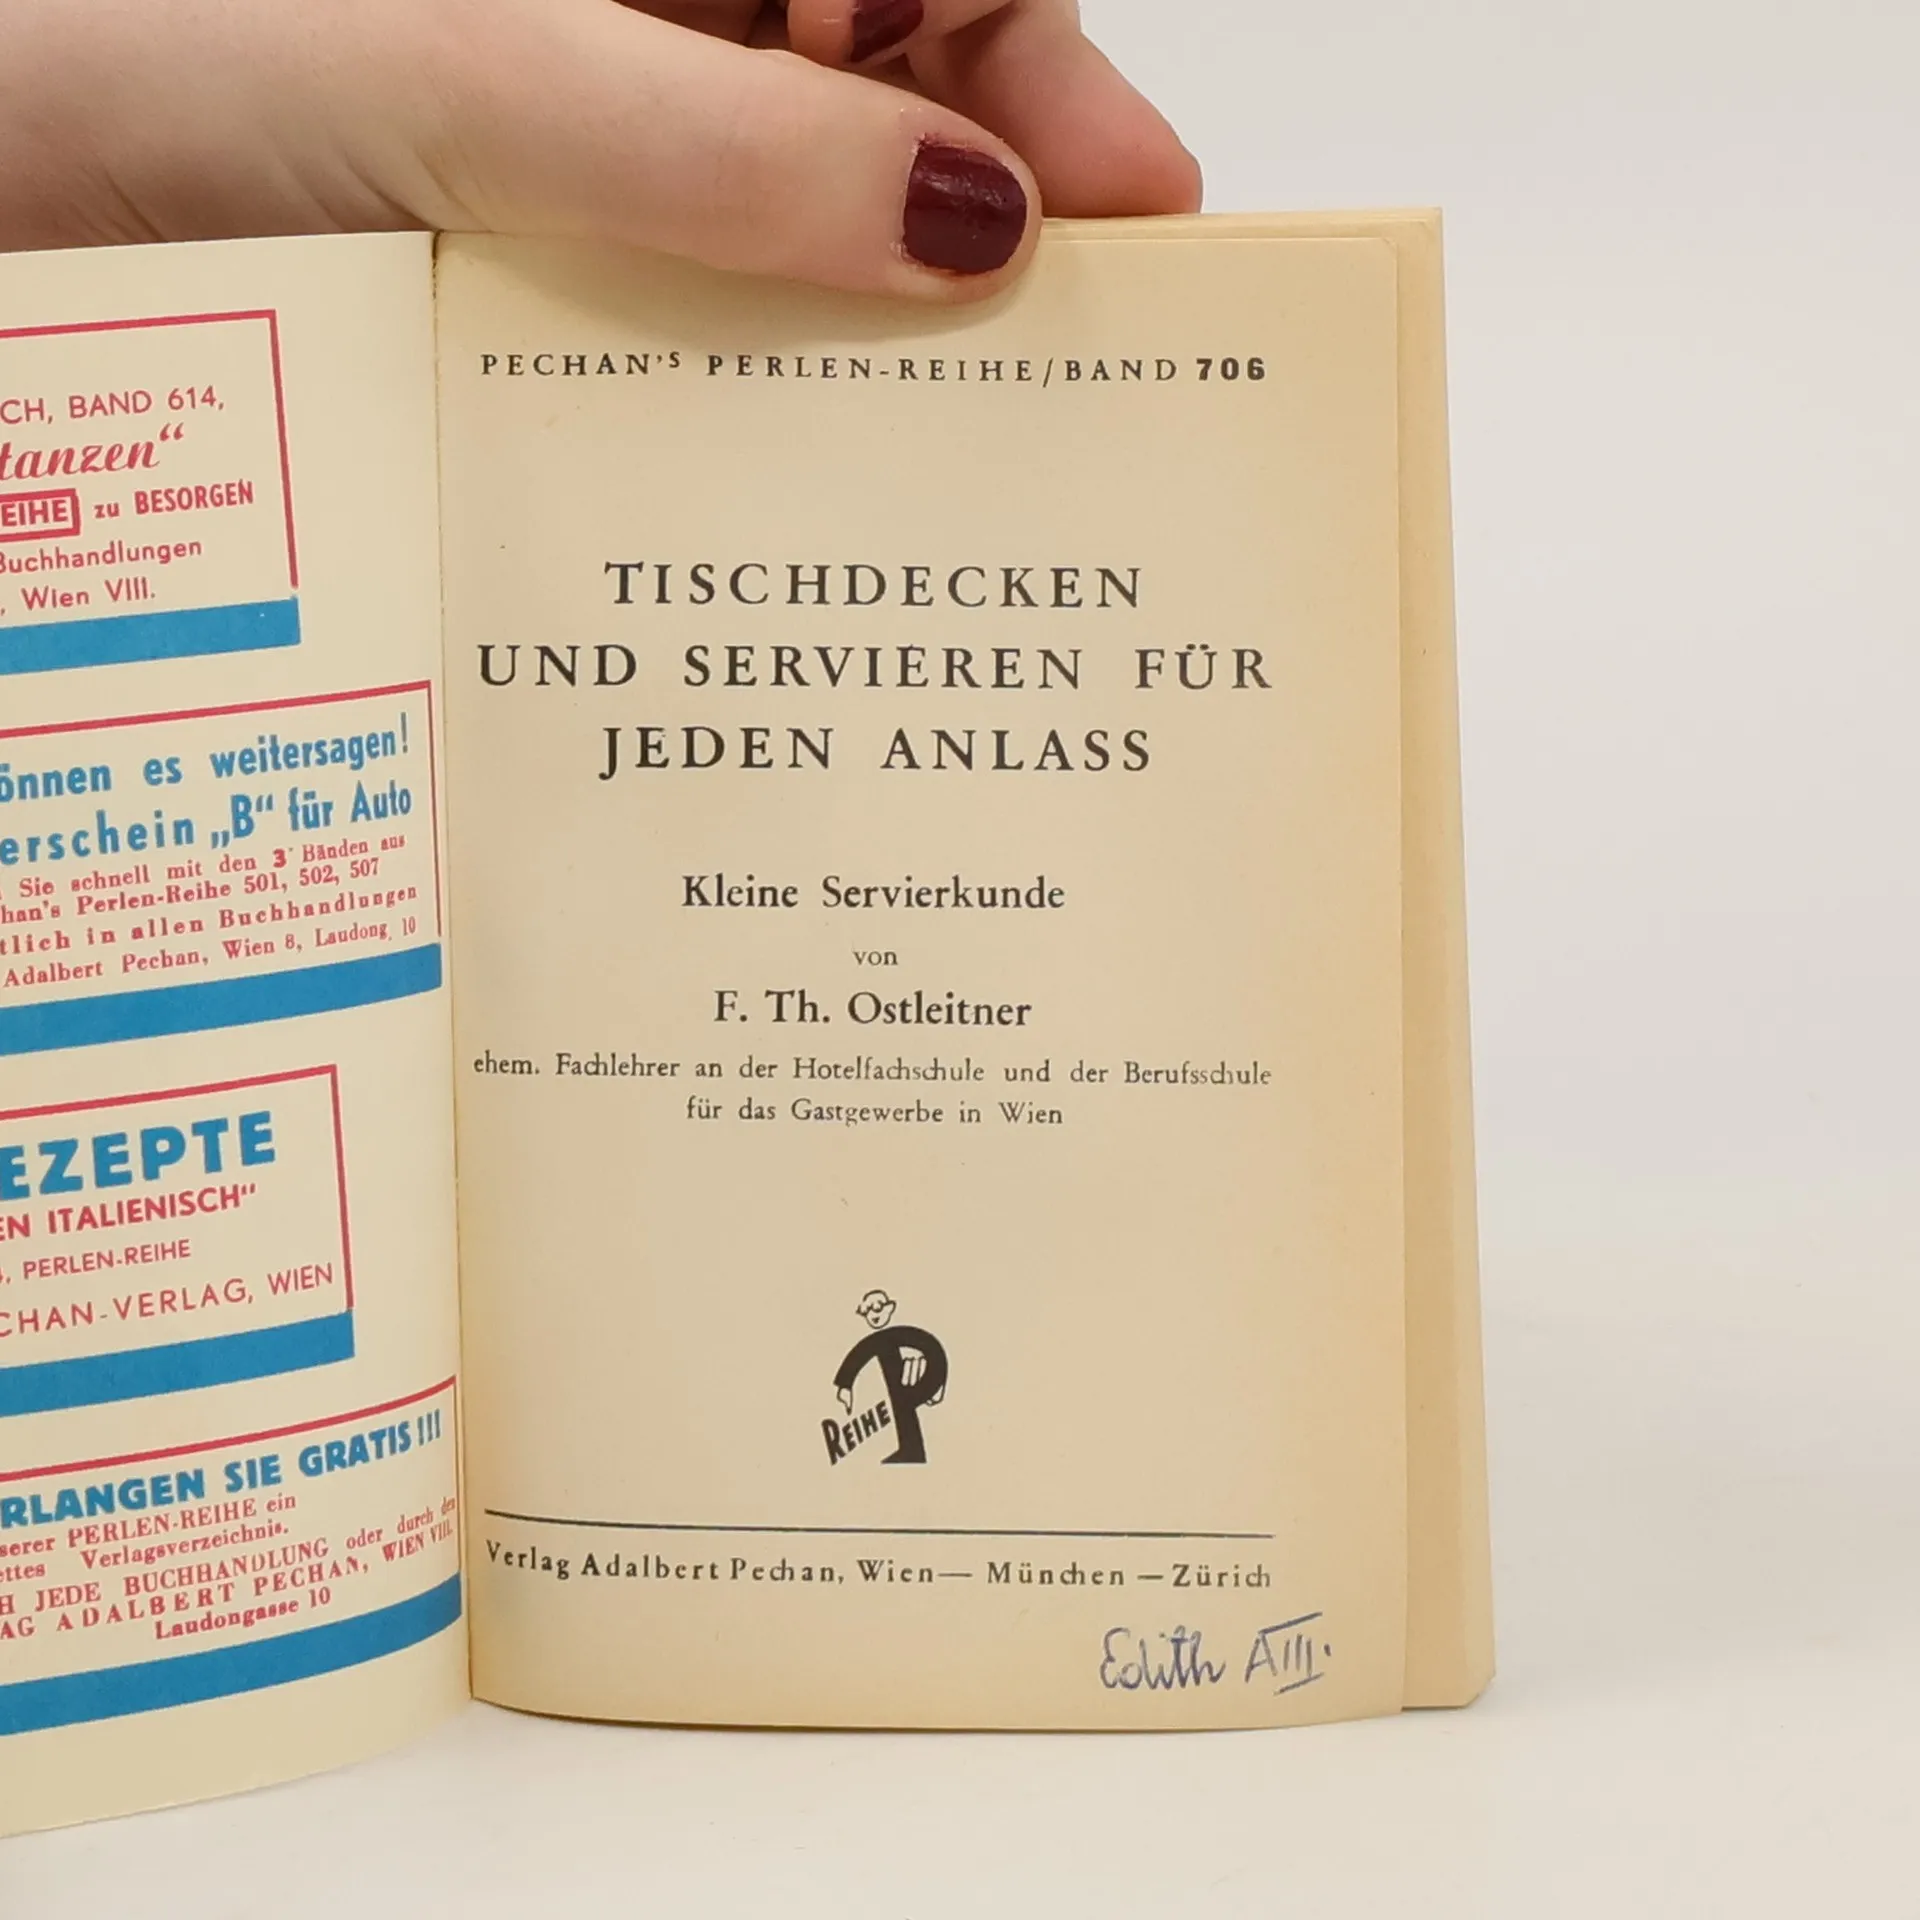 CH, BAND 614,
tanzen“
EIHE zu BESORGEN
Buchhandlungen
, Wien VIII.
önnen es weitersagen!
erschein „B“ für Auto
Sie schnell mit den 3 Bänden aus
han's Perlen-Reihe 501, 502, 507
tlich in allen Buchhandlungen
Adalbert Pechan, Wien 8, Laudong. 10
EZEPTE
EN ITALIENISCH“
, PERLEN-REIHE
CHAN-VERLAG, WIEN
RLANGEN SIE GRATIS!!!
serer PERLEN-REIHE ein
ttes Verlagsverzeichnis.
H JEDE BUCHHANDLUNG oder durch den
AG ADALBERT PECHAN, WIEN VIII.
Laudongasse 10
PECHAN'S PERLEN-REIHE/BAND 706
TISCHDECKEN
UND SERVIEREN FÜR
JEDEN ANLASS
Kleine Servierkunde
von
F. Th. Ostleitner
ehem. Fachlehrer an der Hotelfachschule und der Berufsschule
für das Gastgewerbe in Wien
REIHE P
Verlag Adalbert Pechan, Wien — München — Zürich
Edith AIII.